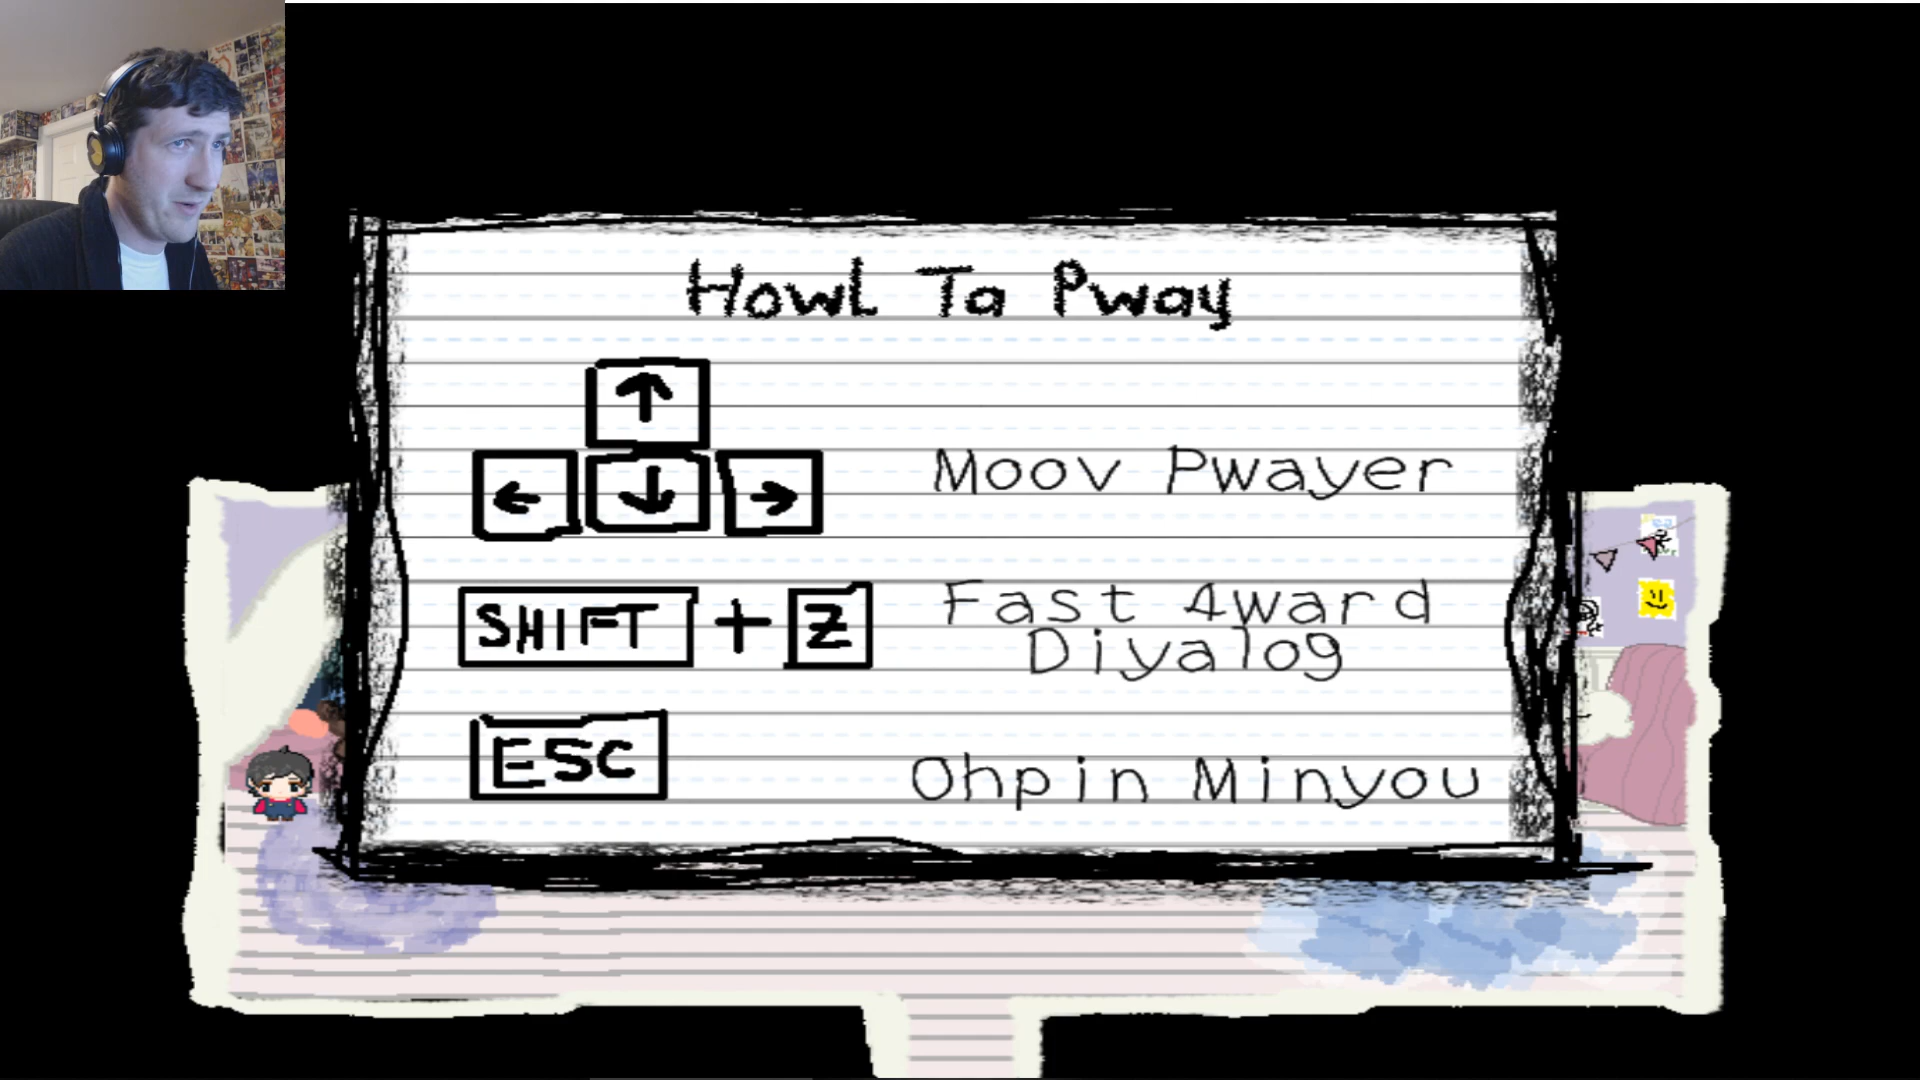 Howl Ta Pway
↑
← ↓ →
Moov Pwayer
SHIFT + Z
Fast 4ward
Diyalog
ESC
Ohpin Minyou